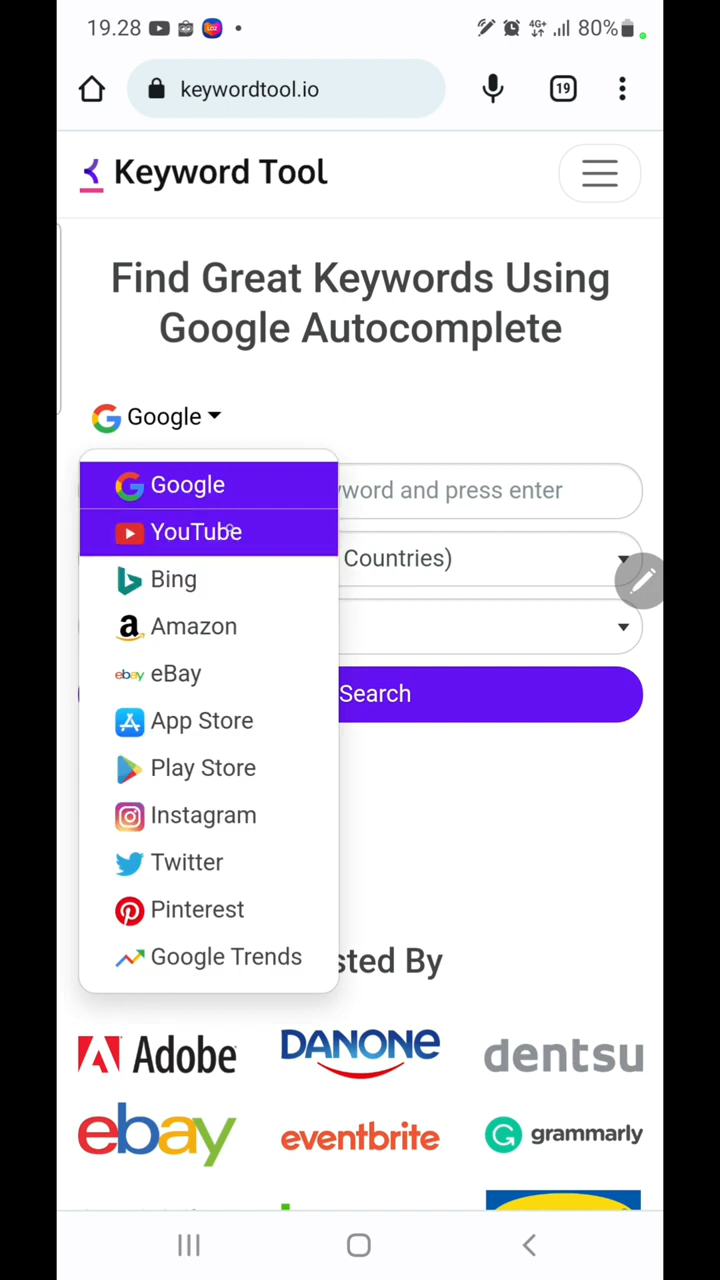 19.28
4G+
80%
keywordtool.io
19
Keyword Tool
Find Great Keywords Using
Google Autocomplete
Google
Google
YouTube
Bing
Amazon
ebay eBay
App Store
Play Store
Instagram
Twitter
Pinterest
Google Trends
word and press enter
Countries)
Search
sted By
Adobe
DANONE
dentsu
ebay
eventbrite
grammarly